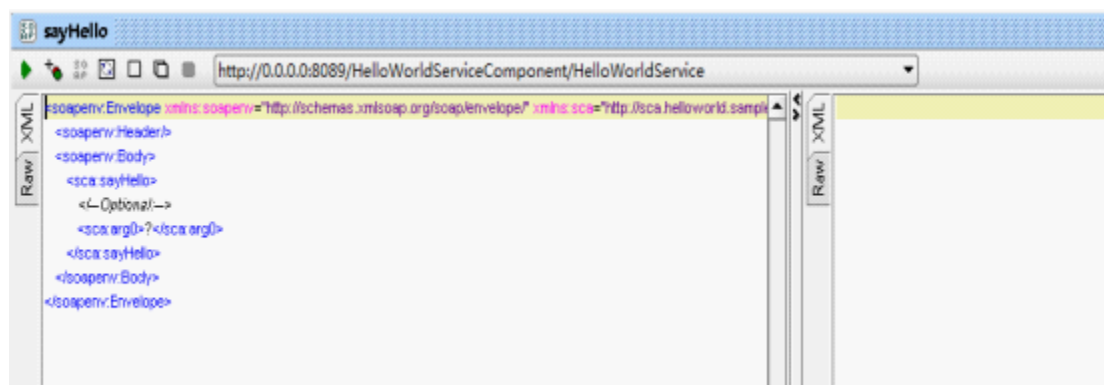 sayHello
http://0.0.0.0:8089/HelloWorldServiceComponent/HelloWorldService
XML
Raw
<soapenv:Envelope xmlns:soapenv="http://schemas.xmlsoap.org/soap/envelope/" xmlns:sca="http://sca.helloworld.sample
<soapenv:Header/>
<soapenv:Body>
<sca:sayHello>
<!--Optional:-->
<sca:arg0>?</sca:arg0>
</sca:sayHello>
</soapenv:Body>
</soapenv:Envelope>
XML
Raw